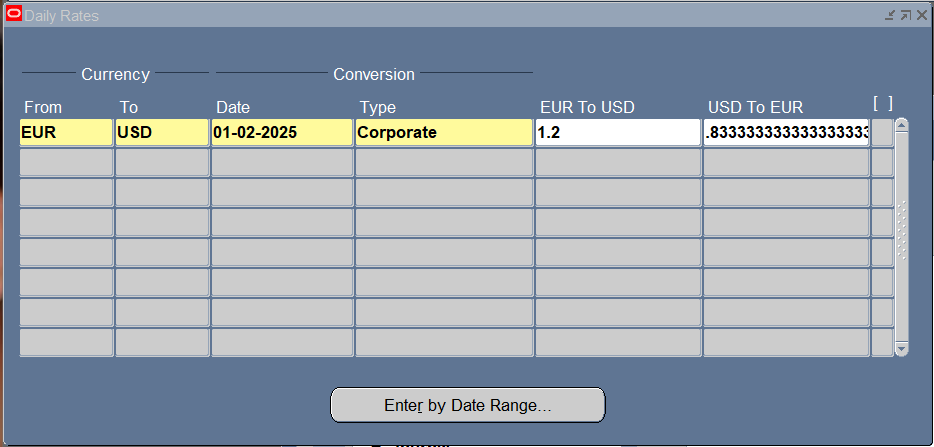 Daily Rates
Currency Conversion
From To Date Type EUR To USD USD To EUR [ ]
EUR USD 01-02-2025 Corporate 1.2 .8333333333333333333
Enter by Date Range...